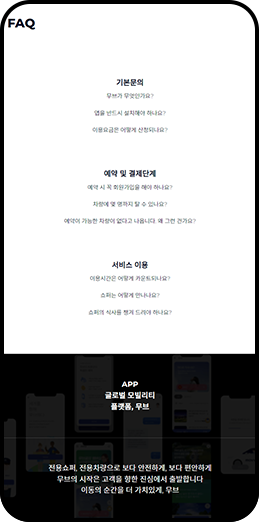 FAQ
기본문의
무브가 무엇인가요?
앱을 반드시 설치해야 하나요?
이용요금은 어떻게 산정되나요?
예약 및 결제단계
예약 시 꼭 회원가입을 해야 하나요?
차량에 몇 명까지 탈 수 있나요?
예약이 가능한 차량이 없다고 나옵니다. 왜 그런 건가요?
서비스 이용
이용시간은 어떻게 카운트되나요?
쇼퍼는 어떻게 만나나요?
쇼퍼의 식사를 챙겨 드려야 하나요?
APP
글로벌 모빌리티
플랫폼, 무브
전용쇼퍼, 전용차량으로 보다 안전하게, 보다 편안하게
무브의 시작은 고객을 향한 진심에서 출발합니다
이동의 순간을 더 가치있게, 무브